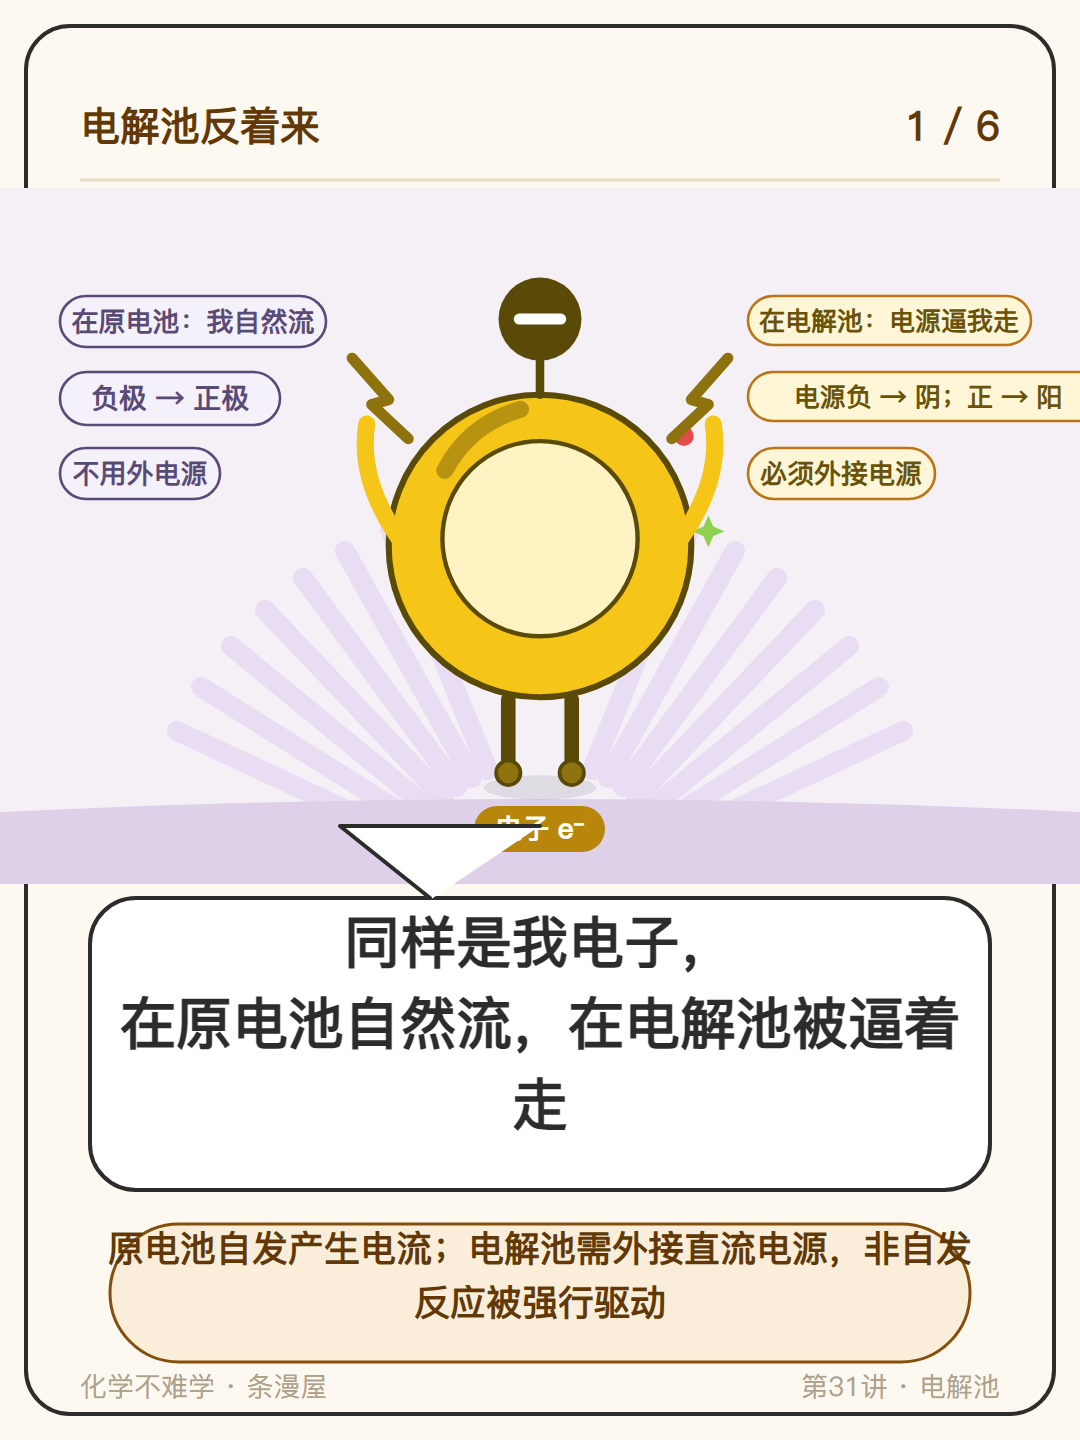 电解池反着来
1 / 6
在原电池：我自然流
负极 → 正极
不用外电源
在电解池：电源逼我走
电源负 → 阴；正 → 阳
必须外接电源
电子 e⁻
同样是我电子，
在原电池自然流，在电解池被逼着
走
原电池自发产生电流；电解池需外接直流电源，非自发
反应被强行驱动
化学不难学 · 条漫屋
第31讲 · 电解池